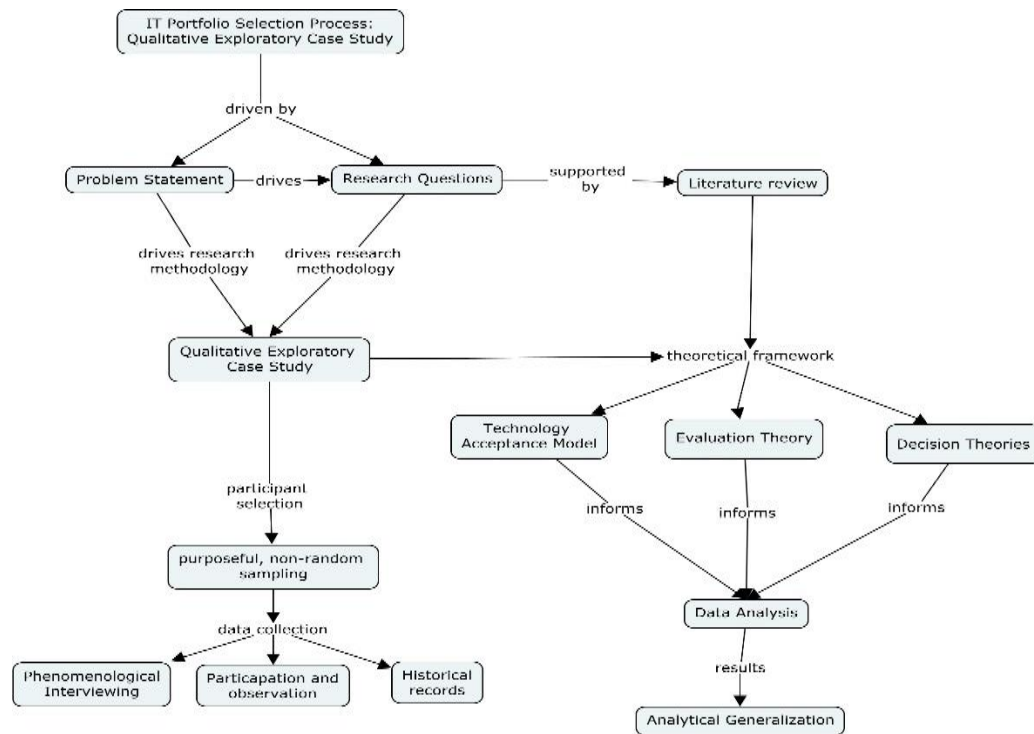 IT Portfolio Selection Process:
Qualitative Exploratory Case Study
driven by
Problem Statement
drives
Research Questions
supported
by
Literature review
drives research
methodology
drives research
methodology
Qualitative Exploratory
Case Study
theoretical framework
Technology
Acceptance Model
Evaluation Theory
Decision Theories
participant
selection
informs
informs
informs
purposeful, non-random
sampling
Data Analysis
data collection
Phenomenological
Interviewing
Particapation and
observation
Historical
records
results
Analytical Generalization